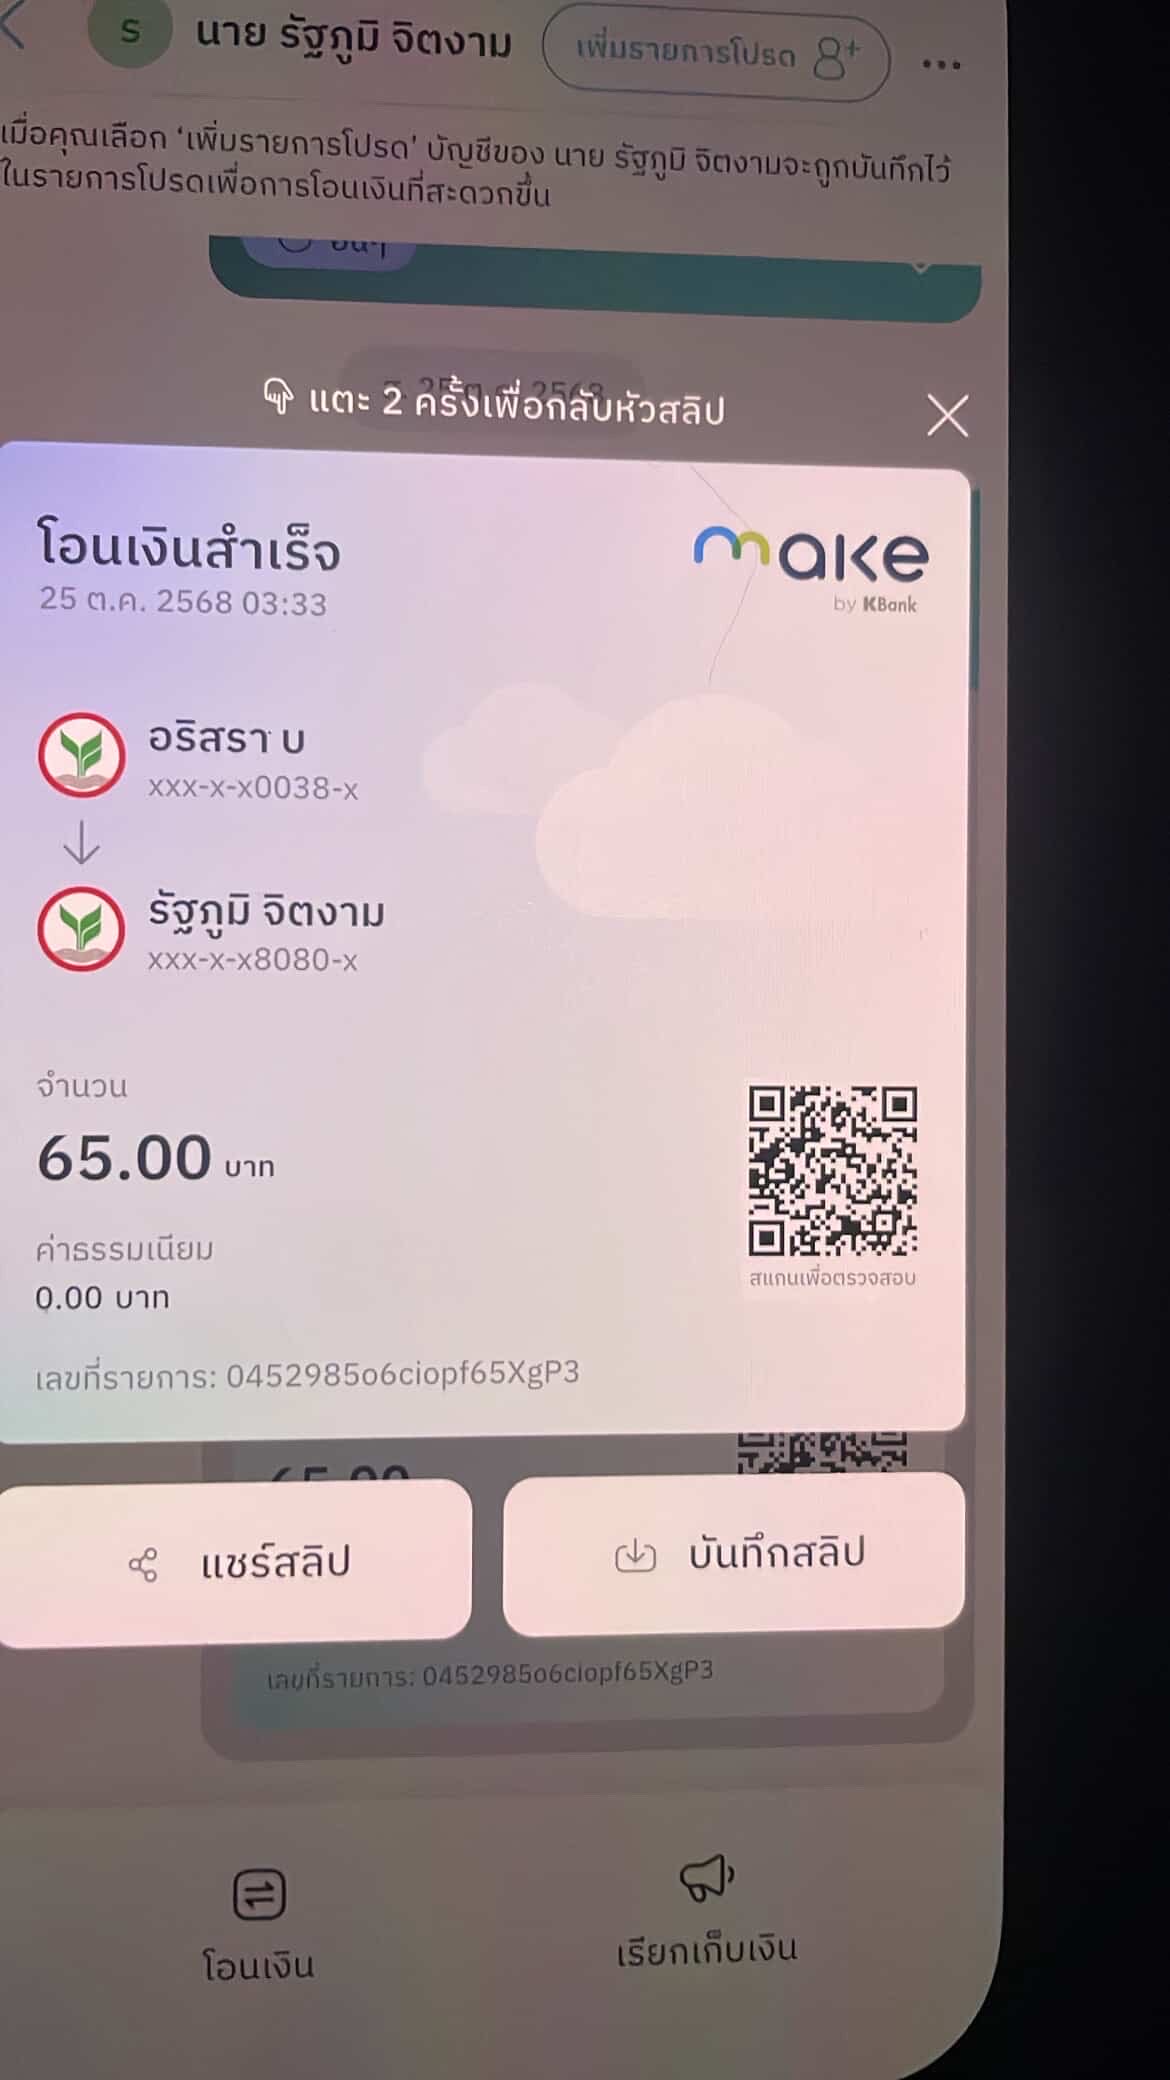 ร
นาย รัฐภูมิ จิตงาม
เพิ่มรายการโปรด
เมื่อคุณเลือก ‘เพิ่มรายการโปรด’ บัญชีของ นาย รัฐภูมิ จิตงามจะถูกบันทึกไว้
ในรายการโปรดเพื่อการโอนเงินที่สะดวกขึ้น
อื่นๆ
แตะ 2 ครั้งเพื่อกลับหัวสลิป
โอนเงินสำเร็จ
25 ต.ค. 2568 03:33
make
by KBank
อริสรา บ
xxx-x-x0038-x
รัฐภูมิ จิตงาม
xxx-x-x8080-x
จำนวน
65.00 บาท
ค่าธรรมเนียม
0.00 บาท
สแกนเพื่อตรวจสอบ
เลขที่รายการ: 0452985o6ciopf65XgP3
65.00
แชร์สลิป
บันทึกสลิป
เลขที่รายการ: 0452985o6ciopf65XgP3
โอนเงิน
เรียกเก็บเงิน